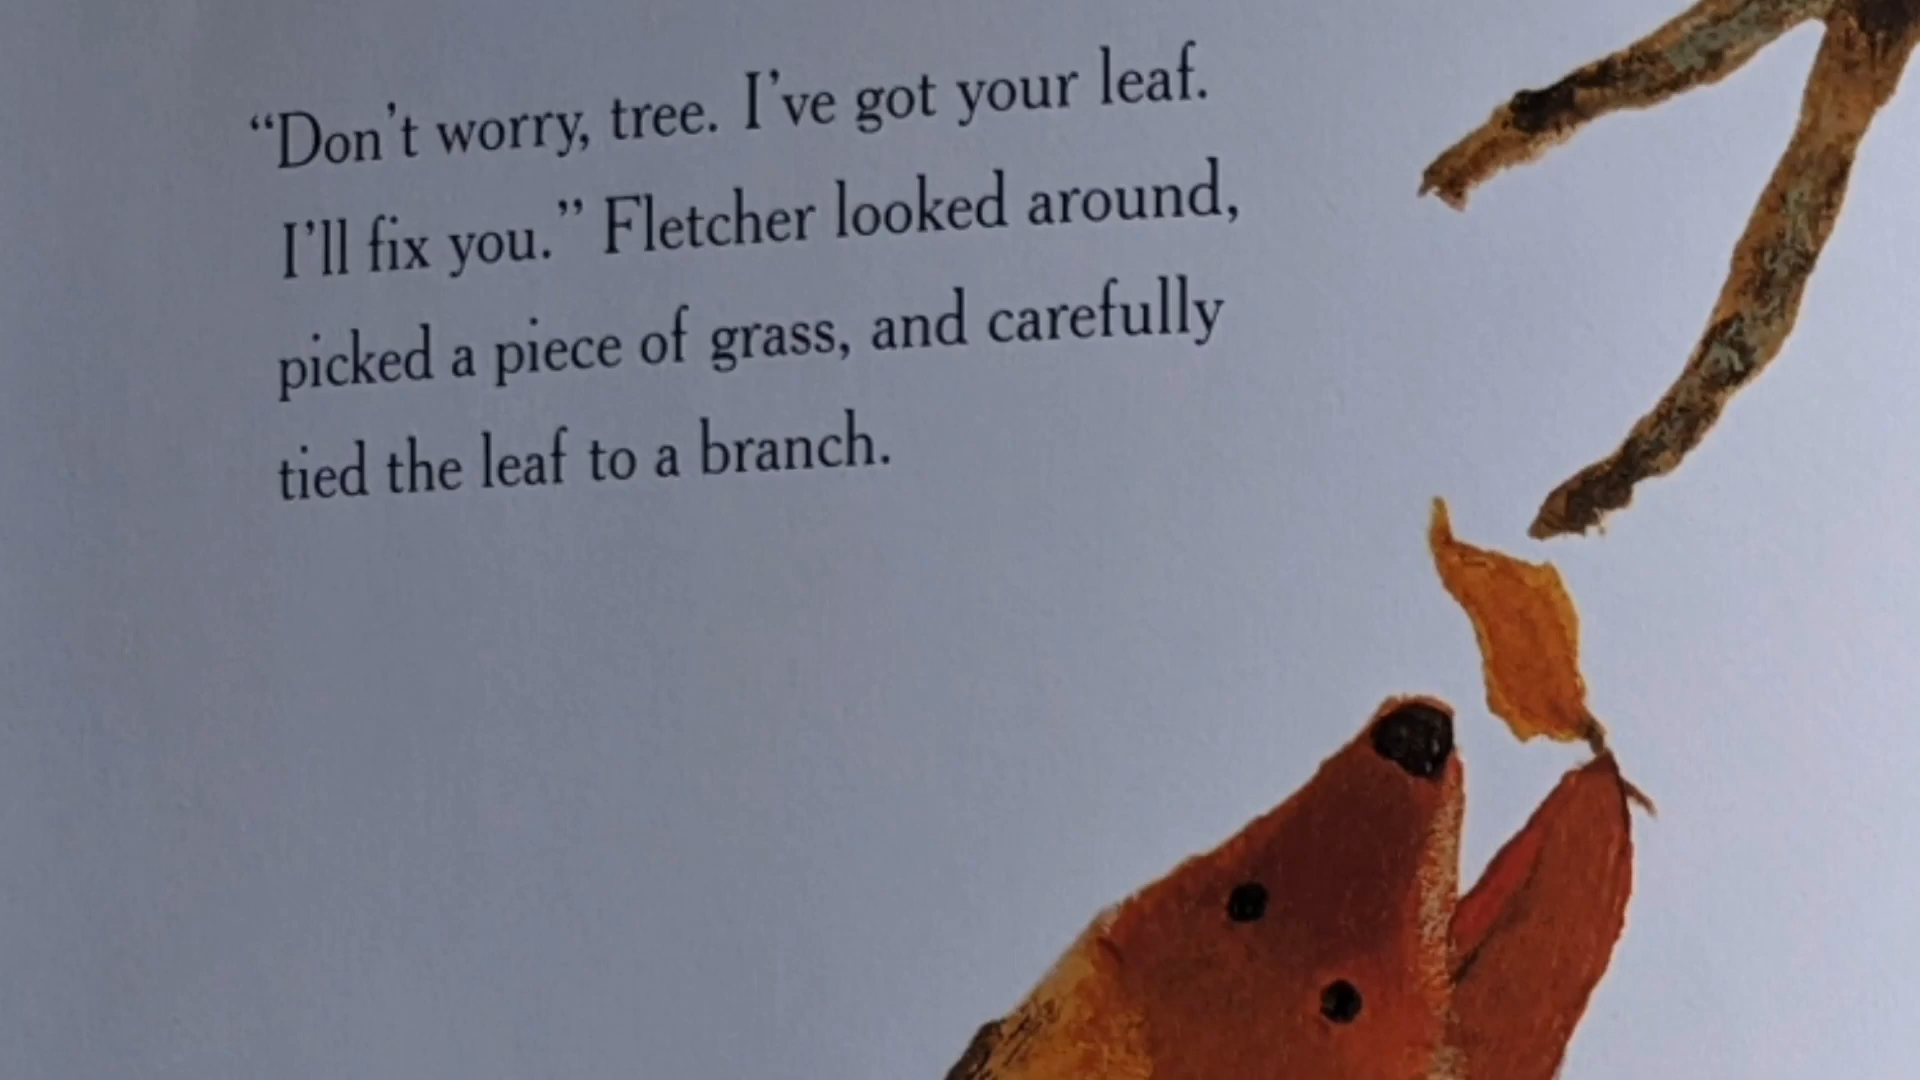 “Don’t worry, tree. I’ve got your leaf.
I’ll fix you.” Fletcher looked around,
picked a piece of grass, and carefully
tied the leaf to a branch.